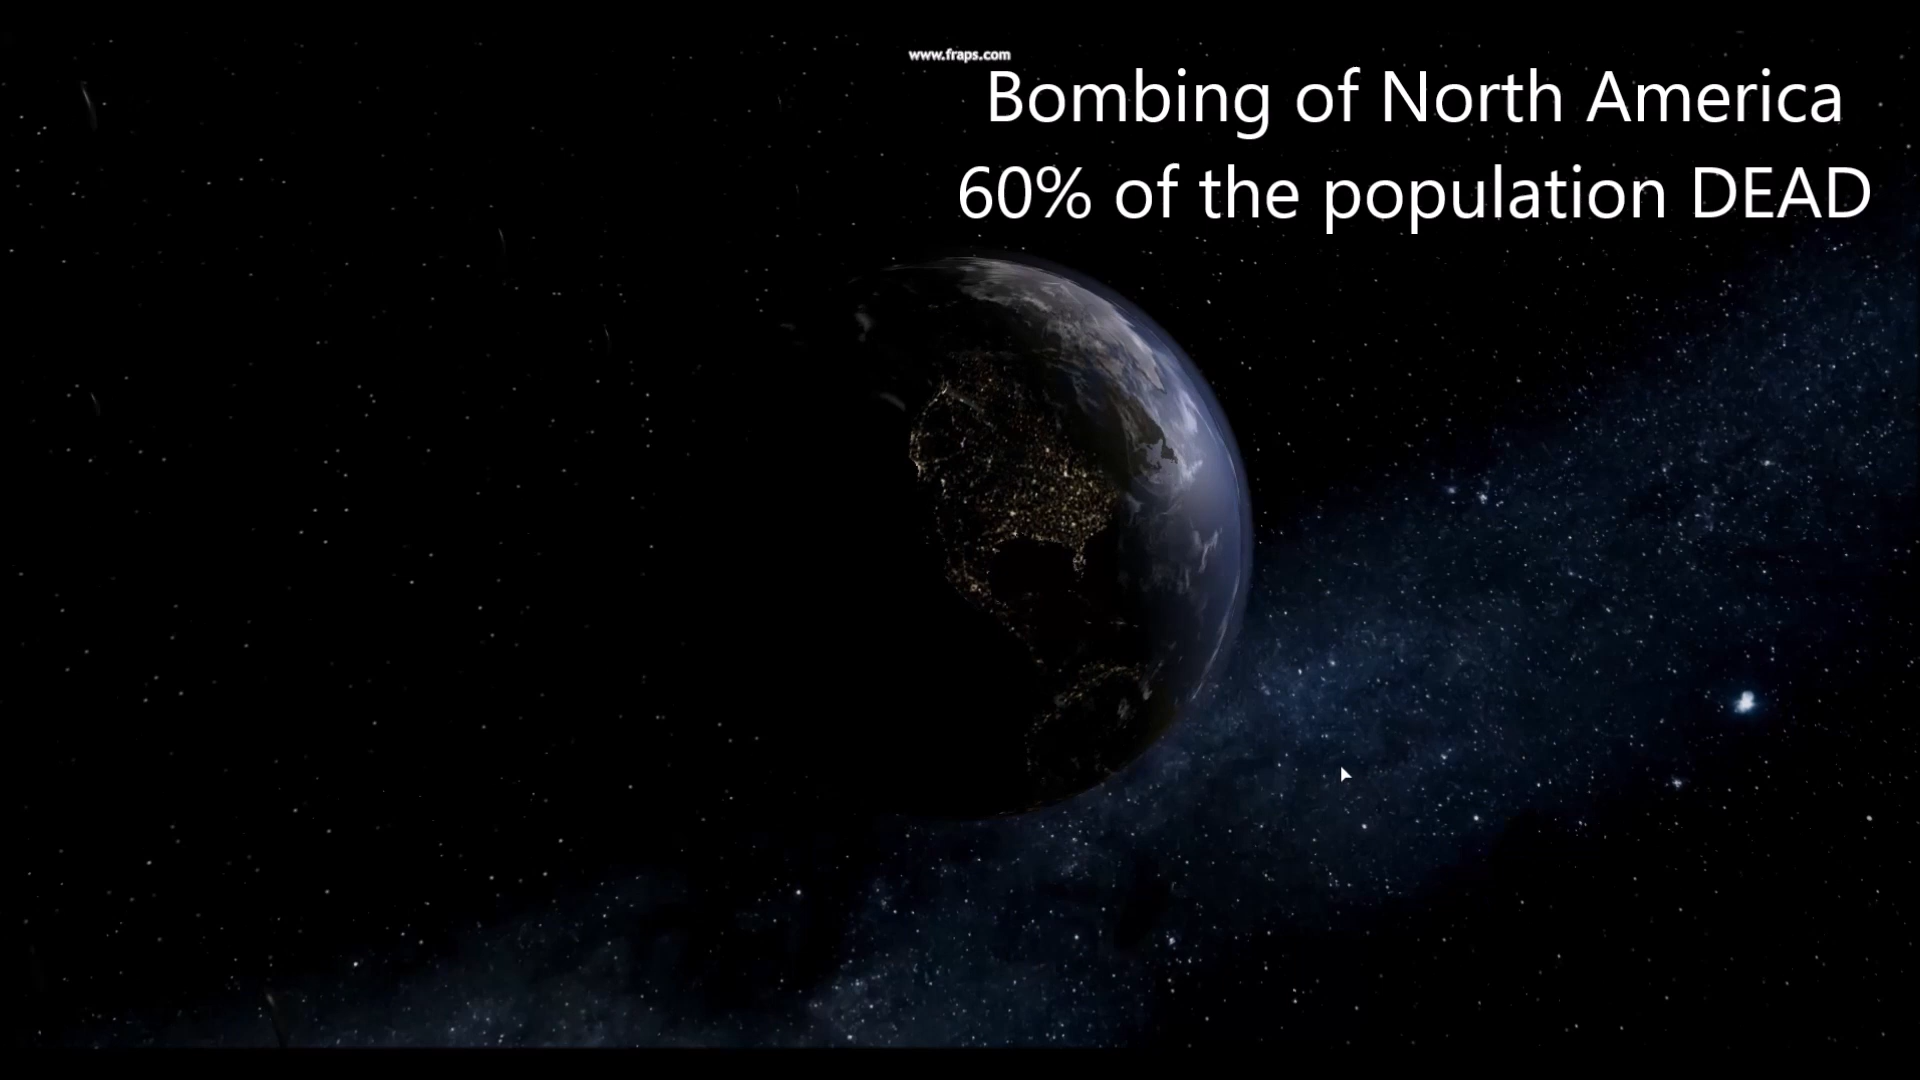 www.fraps.com
Bombing of North America
60% of the population DEAD